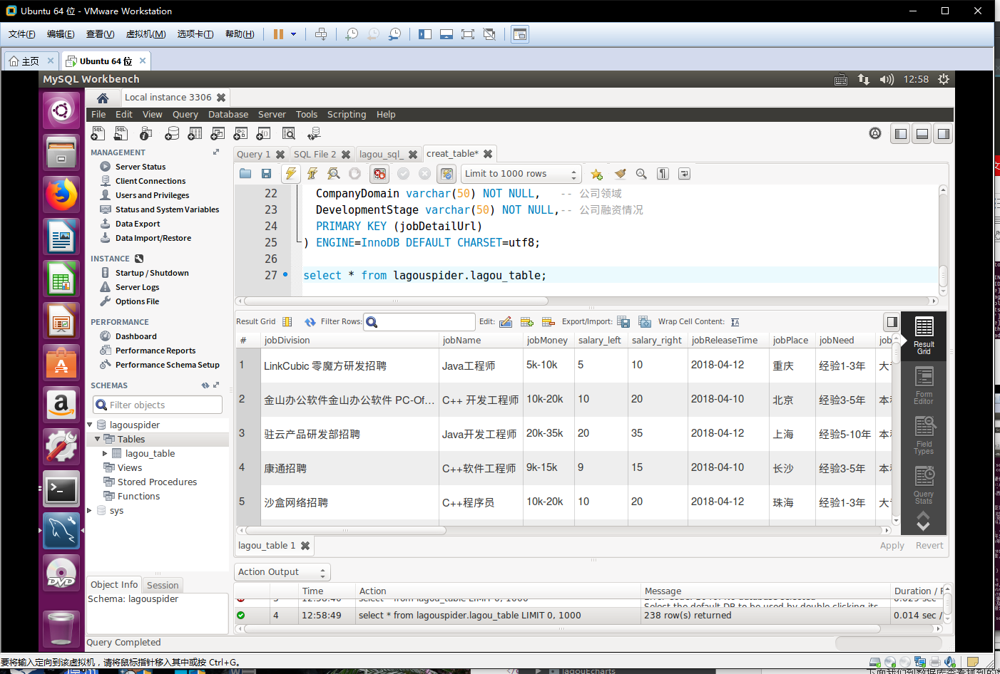 Ubuntu 64 位 - VMware Workstation
文件(F) 编辑(E) 查看(V) 虚拟机(M) 选项卡(T) 帮助(H)
主页 Ubuntu 64 位
MySQL Workbench 12:58
Local instance 3306
File Edit View Query Database Server Tools Scripting Help
MANAGEMENT
Server Status
Client Connections
Users and Privileges
Status and System Variables
Data Export
Data Import/Restore
INSTANCE
Startup / Shutdown
Server Logs
Options File
PERFORMANCE
Dashboard
Performance Reports
Performance Schema Setup
SCHEMAS
Filter objects
lagouspider
Tables
lagou_table
Views
Stored Procedures
Functions
sys
Object Info Session
Schema: lagouspider
Query 1 SQL File 2 lagou_sql_ creat_table*
Limit to 1000 rows
22 CompanyDomain varchar(50) NOT NULL, -- 公司领域
23 DevelopmentStage varchar(50) NOT NULL,-- 公司融资情况
24 PRIMARY KEY (jobDetailUrl)
25 ) ENGINE=InnoDB DEFAULT CHARSET=utf8;
26
27 select * from lagouspider.lagou_table;
Result Grid Filter Rows: Edit: Export/Import: Wrap Cell Content:
# jobDivision jobName jobMoney salary_left salary_right jobReleaseTime jobPlace jobNeed
1 LinkCubic 零魔方研发招聘 Java工程师 5k-10k 5 10 2018-04-12 重庆 经验1-3年
2 金山办公软件金山办公软件 PC-Of... C++ 开发工程师 10k-20k 10 20 2018-04-10 北京 经验3-5年
3 驻云产品研发部招聘 Java开发工程师 20k-35k 20 35 2018-04-12 上海 经验5-10年
4 康通招聘 C++软件工程师 9k-15k 9 15 2018-04-10 长沙 经验3-5年
5 沙盒网络招聘 C++程序员 10k-20k 10 20 2018-04-12 珠海 经验1-3年
Result
Grid
Form
Editor
Field
Types
Query
Stats
lagou_table 1 Apply Revert
Action Output
Time Action Message Duration / F
4 12:58:49 select * from lagouspider.lagou_table LIMIT 0, 1000 238 row(s) returned 0.014 sec /
Query Completed
要将输入定向到该虚拟机，请将鼠标指针移入其中或按 Ctrl+G。